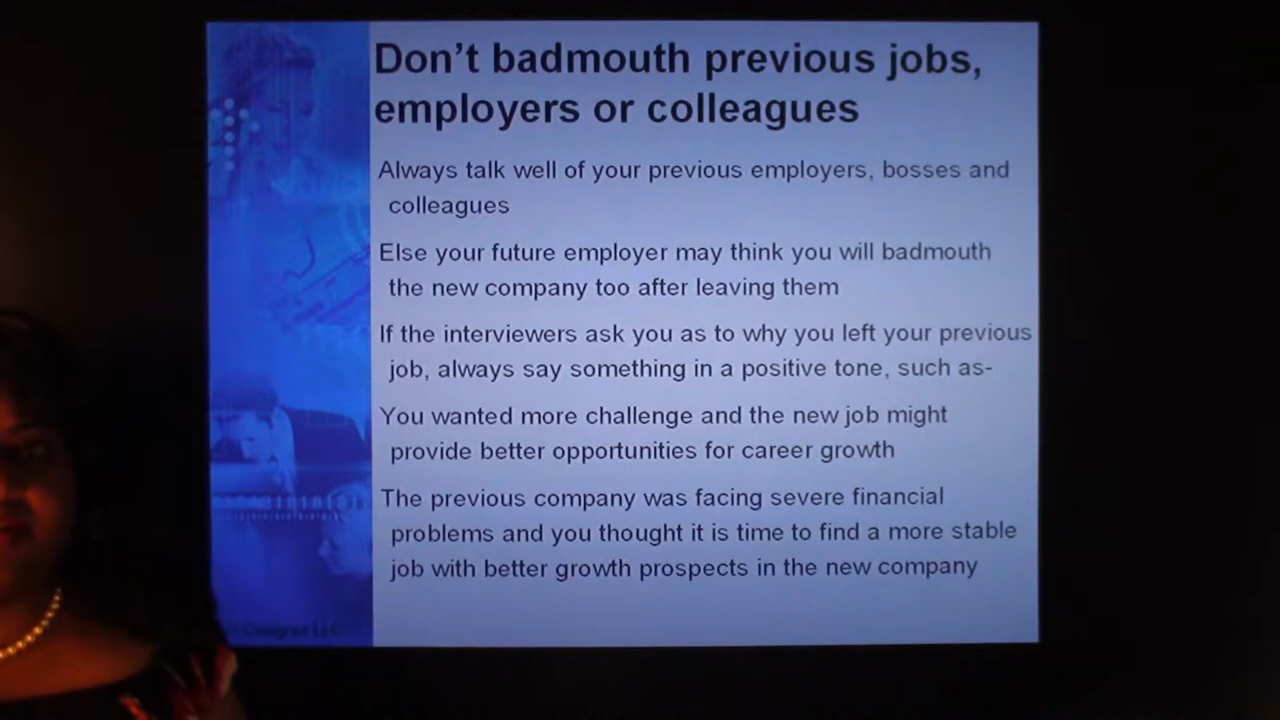 Don't badmouth previous jobs,
employers or colleagues
Always talk well of your previous employers, bosses and
colleagues
Else your future employer may think you will badmouth
the new company too after leaving them
If the interviewers ask you as to why you left your previous
job, always say something in a positive tone, such as-
You wanted more challenge and the new job might
provide better opportunities for career growth
The previous company was facing severe financial
problems and you thought it is time to find a more stable
job with better growth prospects in the new company